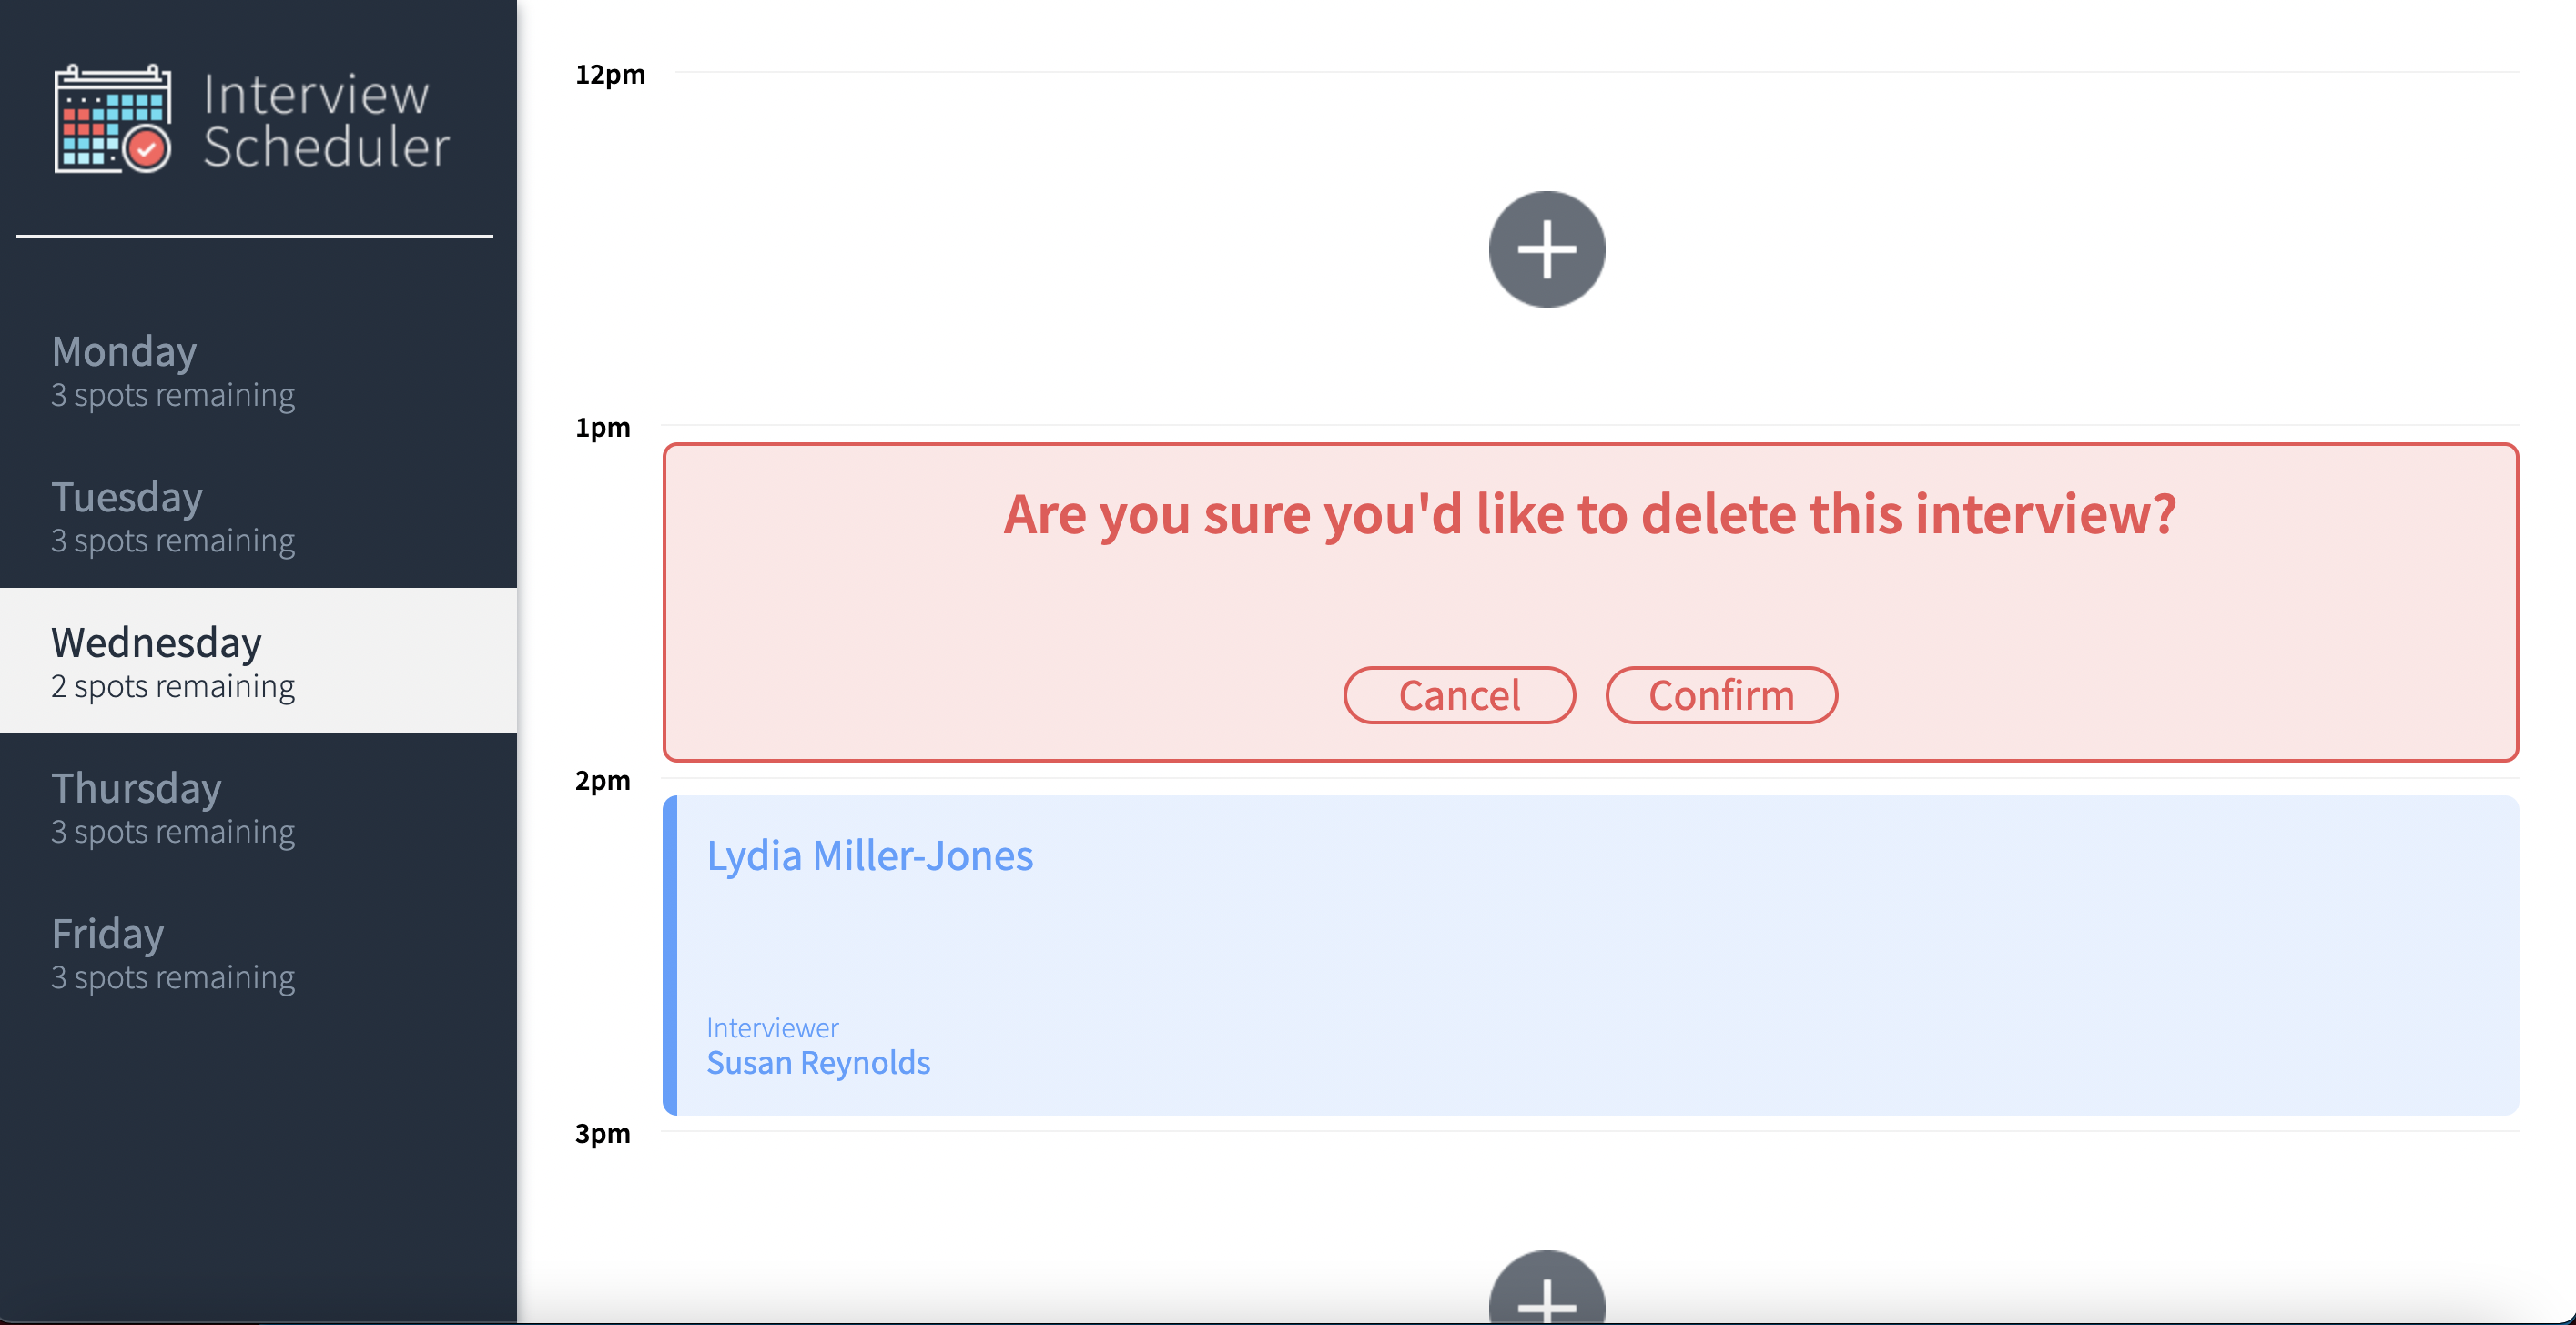 Interview
Scheduler
Monday
3 spots remaining
Tuesday
3 spots remaining
Wednesday
2 spots remaining
Thursday
3 spots remaining
Friday
3 spots remaining
12pm
1pm
Are you sure you'd like to delete this interview?
Cancel Confirm
2pm
Lydia Miller-Jones
Interviewer
Susan Reynolds
3pm